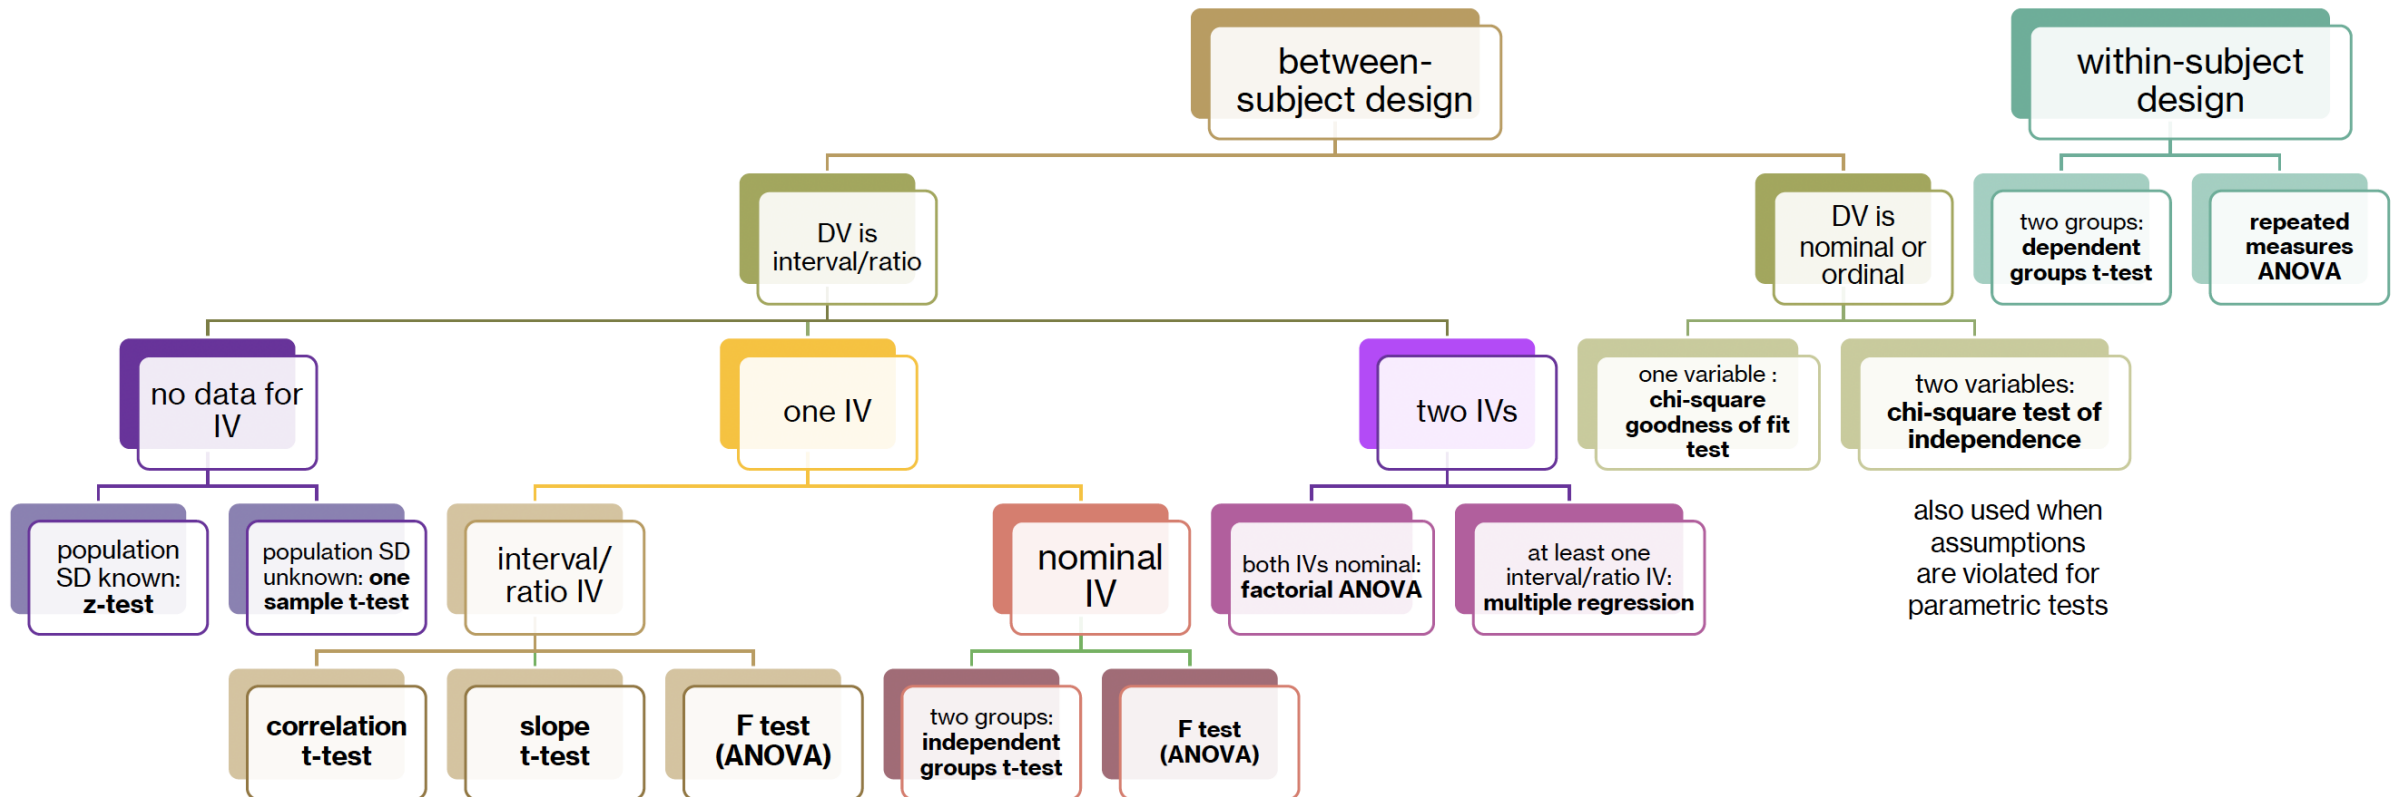 between-
subject design
within-subject
design
DV is
interval/ratio
DV is
nominal or
ordinal
two groups:
dependent
groups t-test
repeated
measures
ANOVA
no data for
IV
one IV
two IVs
one variable :
chi-square
goodness of fit
test
two variables:
chi-square test of
independence
population
SD known:
z-test
population SD
unknown: one
sample t-test
interval/
ratio IV
nominal
IV
both IVs nominal:
factorial ANOVA
at least one
interval/ratio IV:
multiple regression
also used when
assumptions
are violated for
parametric tests
correlation
t-test
slope
t-test
F test
(ANOVA)
two groups:
independent
groups t-test
F test
(ANOVA)